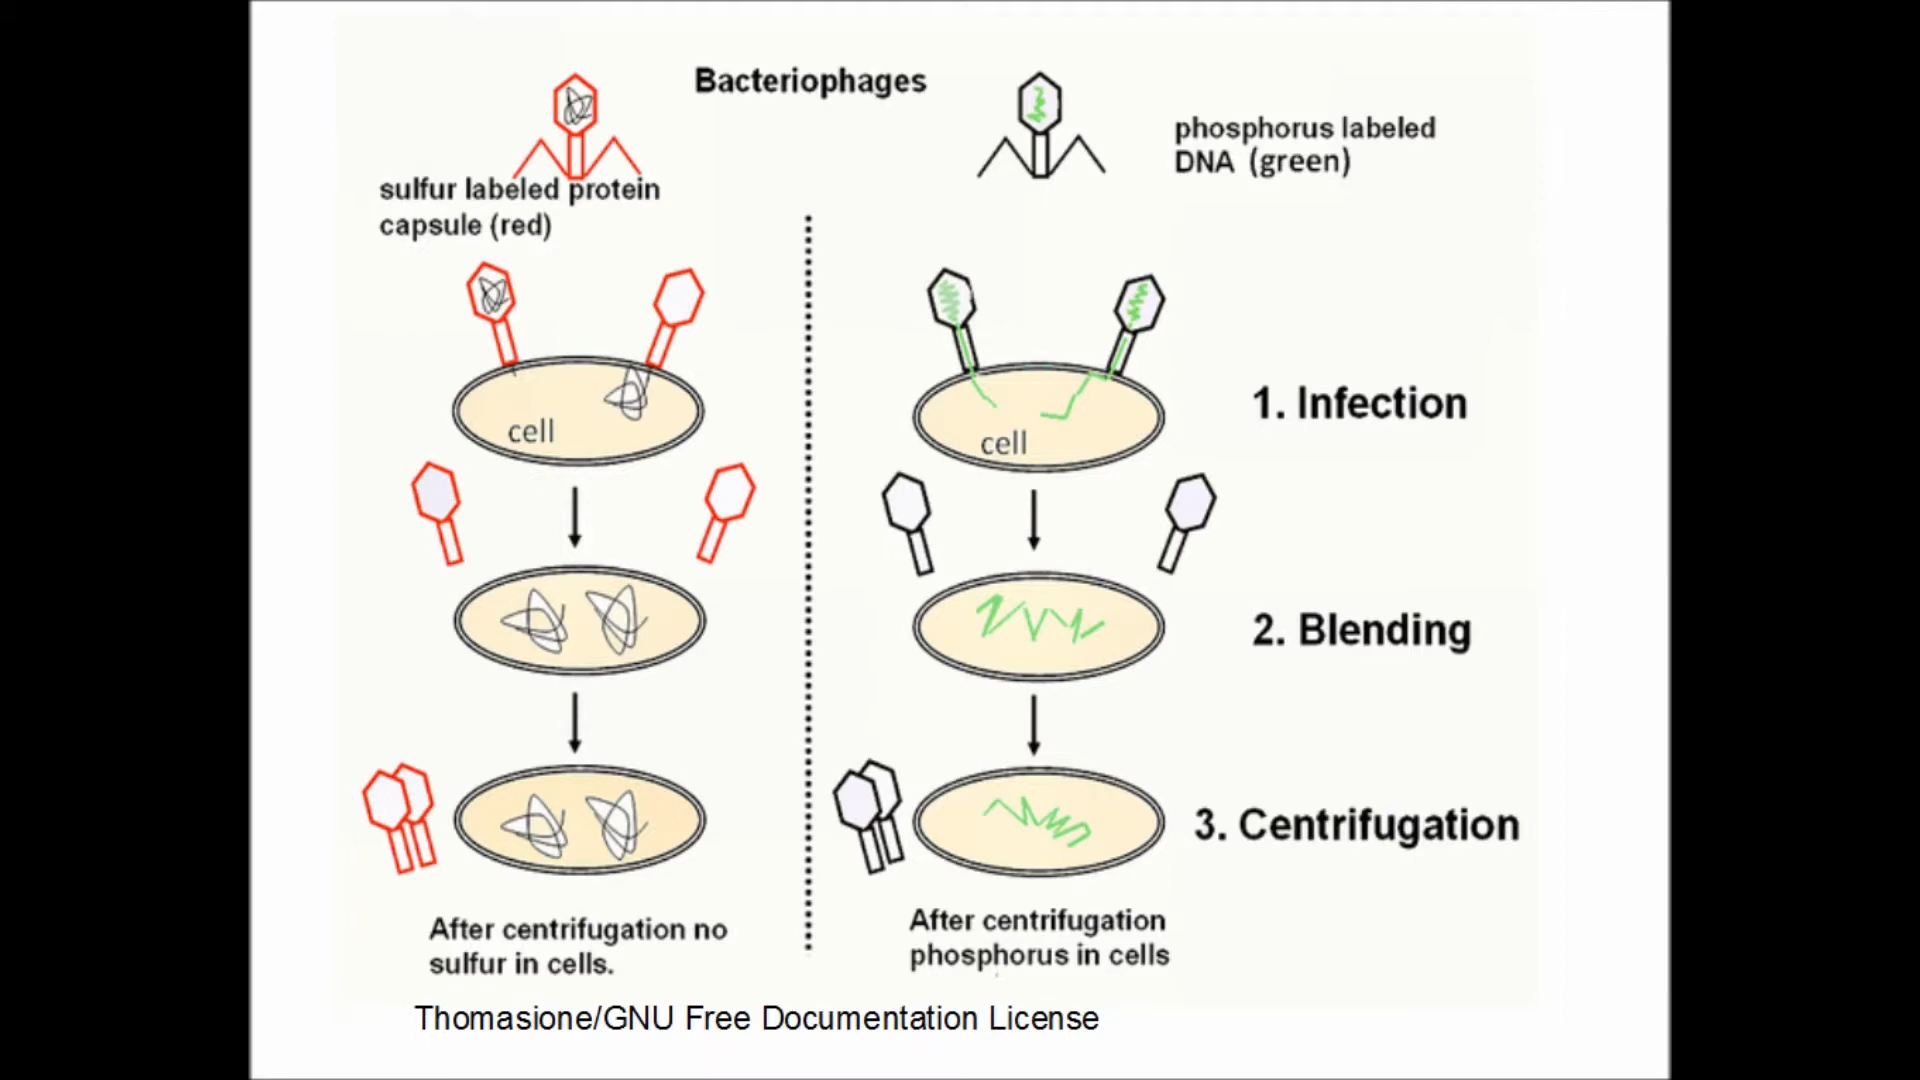 Bacteriophages
sulfur labeled protein
capsule (red)
phosphorus labeled
DNA (green)
cell
cell
1. Infection
2. Blending
3. Centrifugation
After centrifugation no
sulfur in cells.
After centrifugation
phosphorus in cells
Thomasione/GNU Free Documentation License